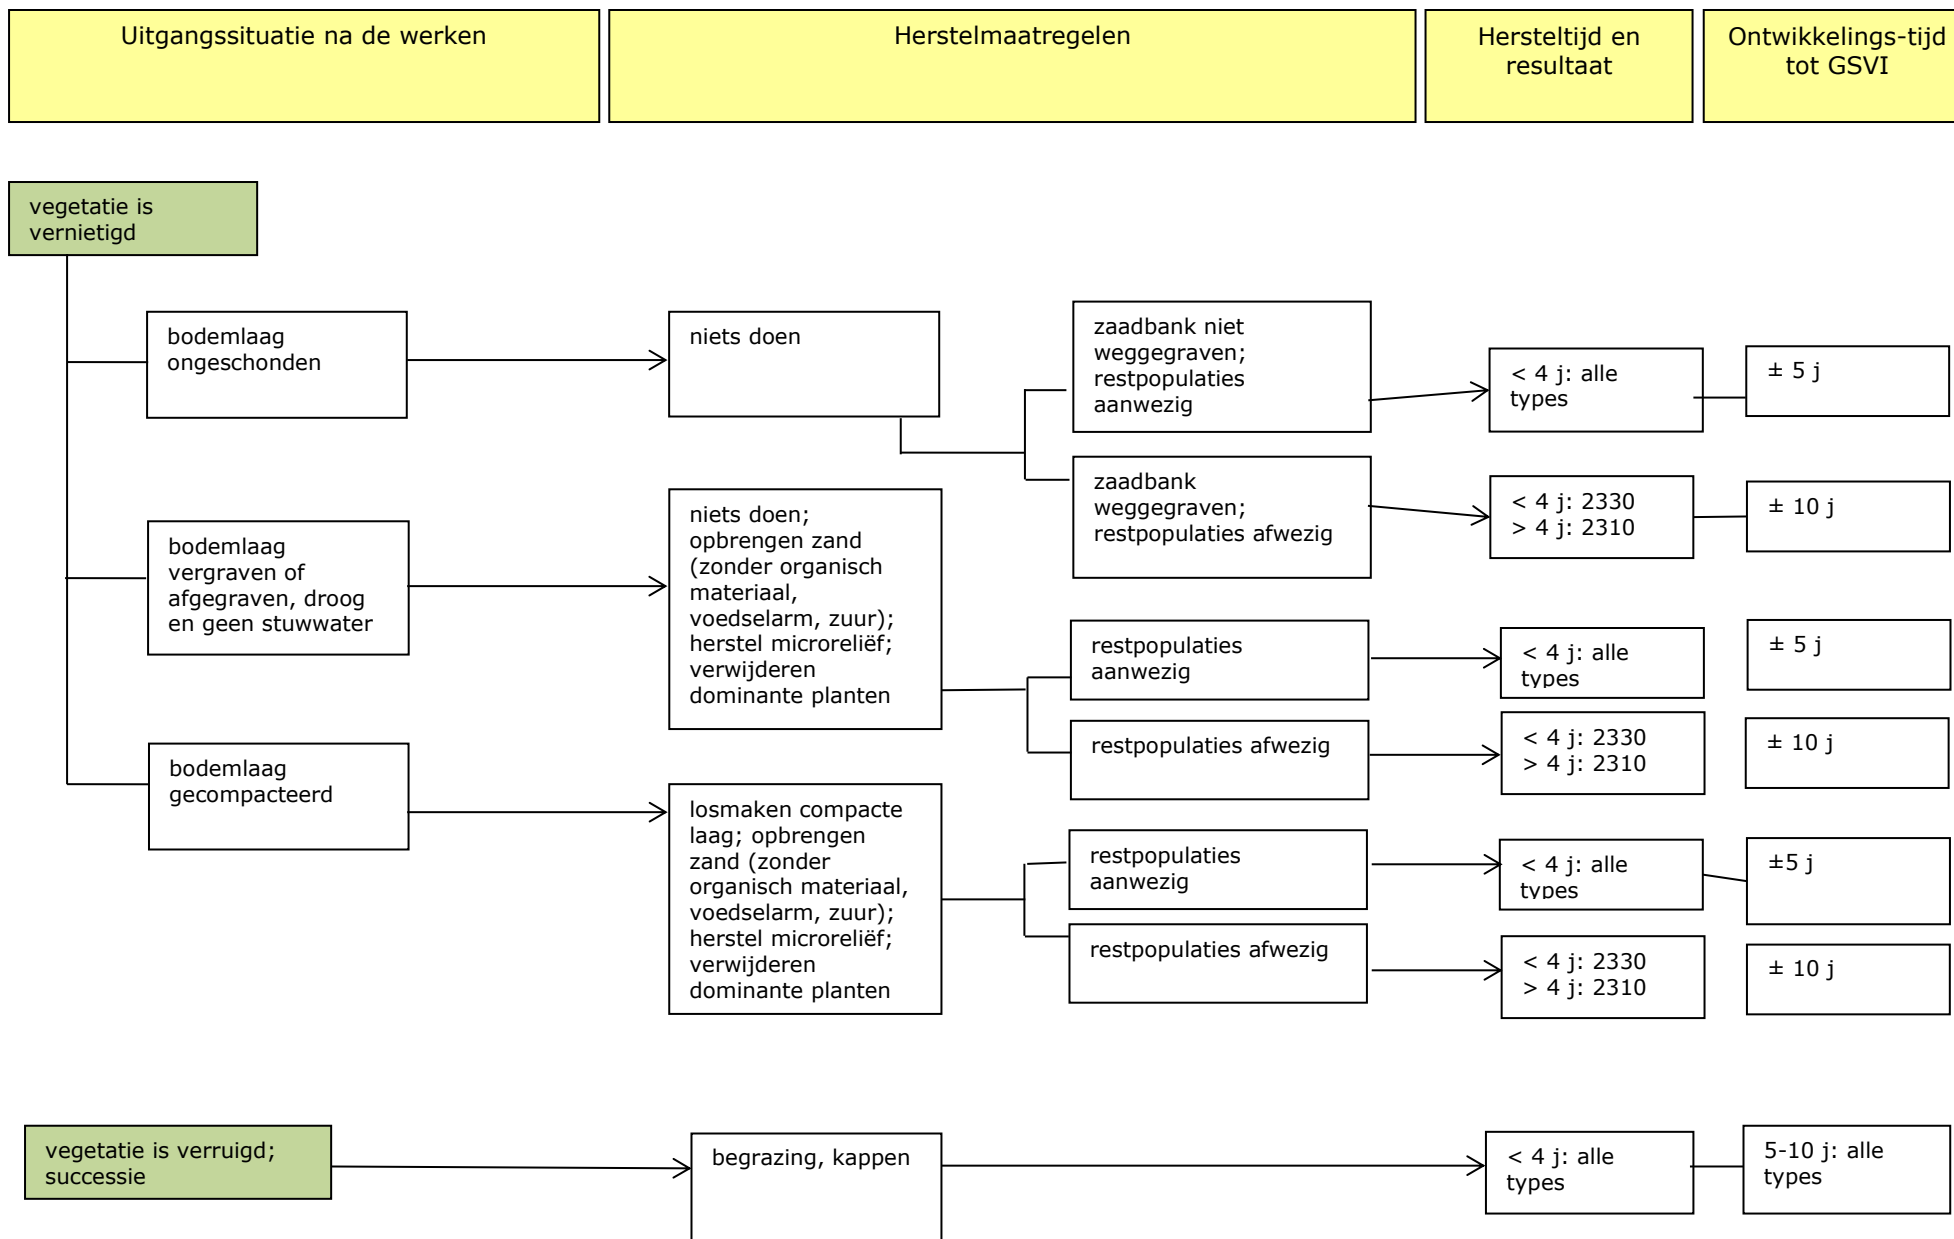 Uitgangssituatie na de werken
Herstelmaatregelen
Hersteltijd en
resultaat
Ontwikkelings-tijd
tot GSVI
vegetatie is
vernietigd
bodemlaag
ongeschonden
niets doen
zaadbank niet
weggegraven;
restpopulaties
aanwezig
< 4 j: alle
types
± 5 j
zaadbank
weggegraven;
restpopulaties afwezig
< 4 j: 2330
> 4 j: 2310
± 10 j
bodemlaag
vergraven of
afgegraven, droog
en geen stuwwater
niets doen;
opbrengen zand
(zonder organisch
materiaal,
voedselarm, zuur);
herstel microreliëf;
verwijderen
dominante planten
restpopulaties
aanwezig
< 4 j: alle
types
± 5 j
restpopulaties afwezig
< 4 j: 2330
> 4 j: 2310
± 10 j
bodemlaag
gecompacteerd
losmaken compacte
laag; opbrengen
zand (zonder
organisch materiaal,
voedselarm, zuur);
herstel microreliëf;
verwijderen
dominante planten
restpopulaties
aanwezig
< 4 j: alle
types
±5 j
restpopulaties afwezig
< 4 j: 2330
> 4 j: 2310
± 10 j
vegetatie is verruigd;
successie
begrazing, kappen
< 4 j: alle
types
5-10 j: alle
types